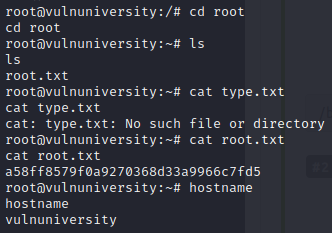 root@vulnuniversity:/# cd root
cd root
root@vulnuniversity:~# ls
ls
root.txt
root@vulnuniversity:~# cat type.txt
cat type.txt
cat: type.txt: No such file or directory
root@vulnuniversity:~# cat root.txt
cat root.txt
a58ff8579f0a9270368d33a9966c7fd5
root@vulnuniversity:~# hostname
hostname
vulnuniversity